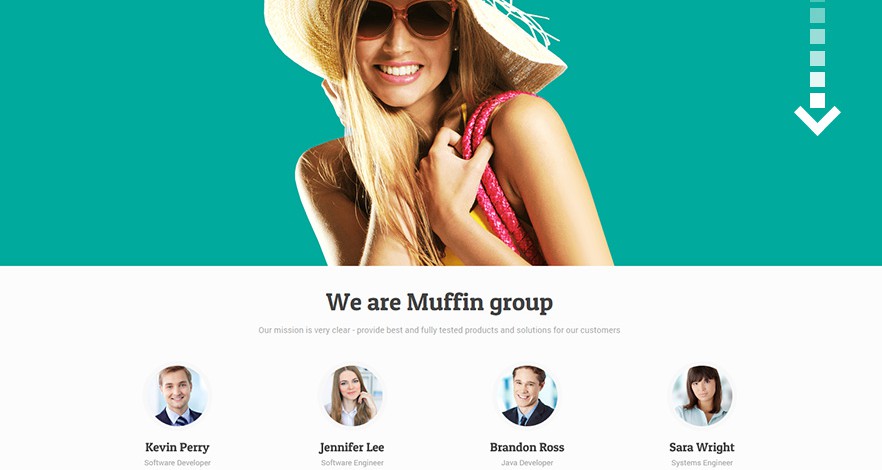 We are Muffin group
Our mission is very clear - provide best and fully tested products and solutions for our customers
Kevin Perry
Jennifer Lee
Brandon Ross
Sara Wright
Software Developer
Software Engineer
Java Developer
Systems Engineer